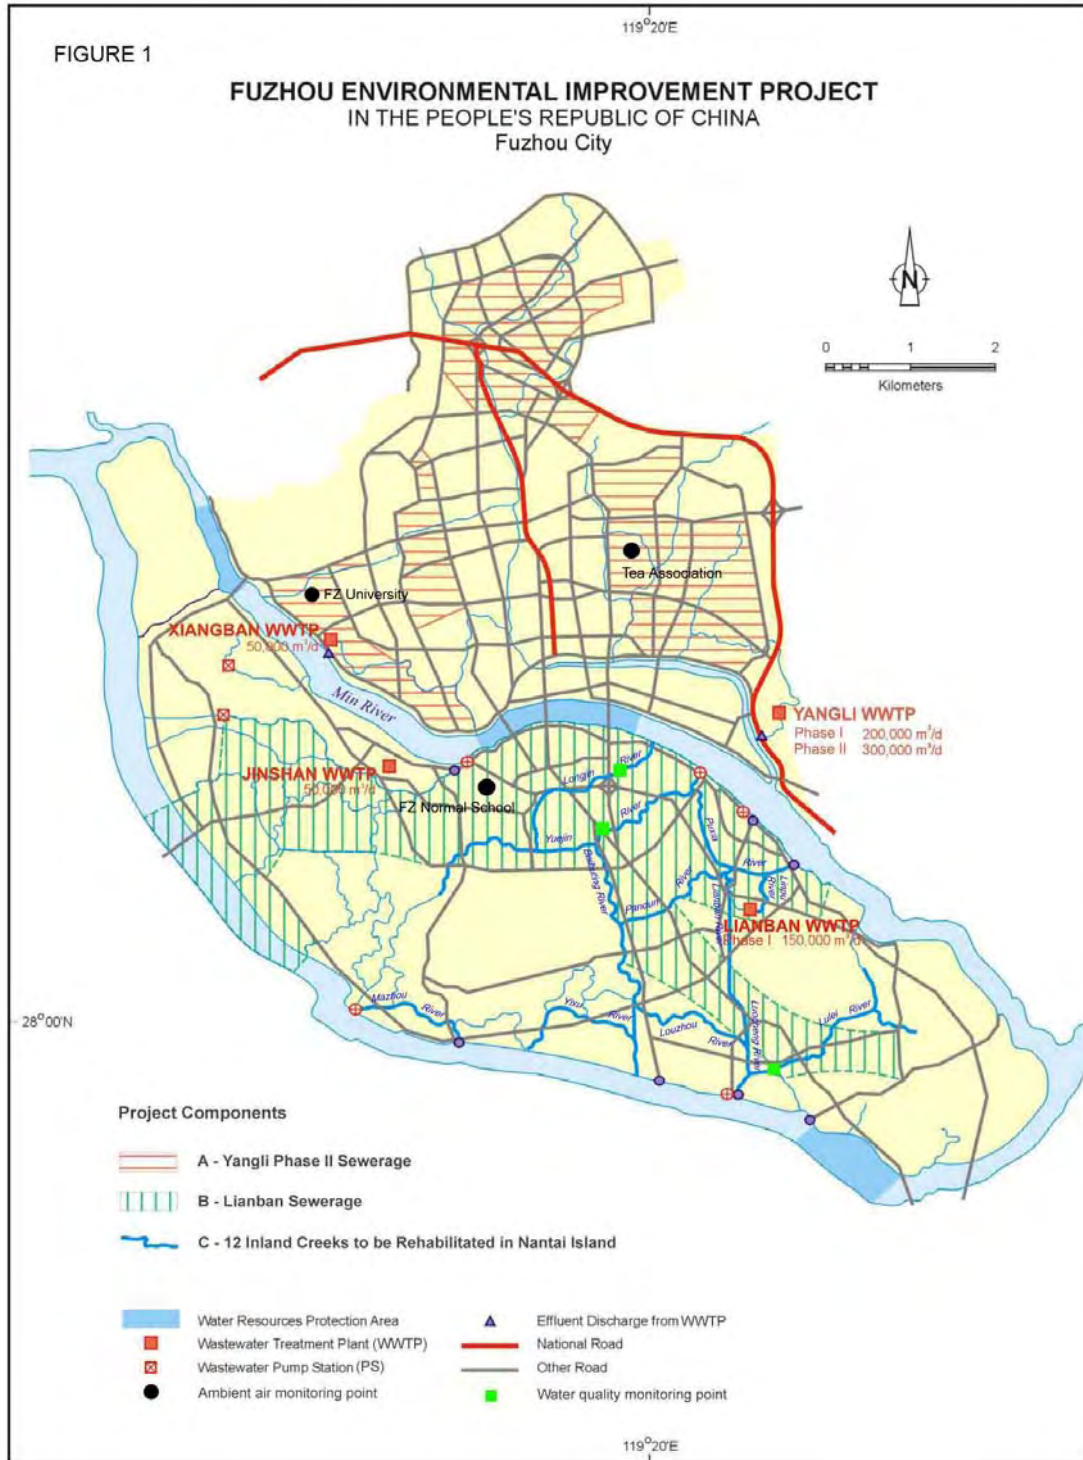 119°20'E
FIGURE 1
FUZHOU ENVIRONMENTAL IMPROVEMENT PROJECT
IN THE PEOPLE'S REPUBLIC OF CHINA
Fuzhou City
N
0 1 2
Kilometers
Tea Association
FZ University
XIANGBAN WWTP
50,000 m³/d
Min River
YANGLI WWTP
Phase I 200,000 m³/d
Phase II 300,000 m³/d
JINSHAN WWTP
50,000 m³/d
FZ Normal School
Longjin River
River
Yuejin
Puxia
River
River
Pandun River
LIANBAN WWTP
Phase I 150,000 m³/d
28°00'N
Mazhou River
Yixu River
Louzhou River
Lulei River
Project Components
A - Yangli Phase II Sewerage
B - Lianban Sewerage
C - 12 Inland Creeks to be Rehabilitated in Nantai Island
Water Resources Protection Area
Wastewater Treatment Plant (WWTP)
Wastewater Pump Station (PS)
Ambient air monitoring point
Effluent Discharge from WWTP
National Road
Other Road
Water quality monitoring point
119°20'E